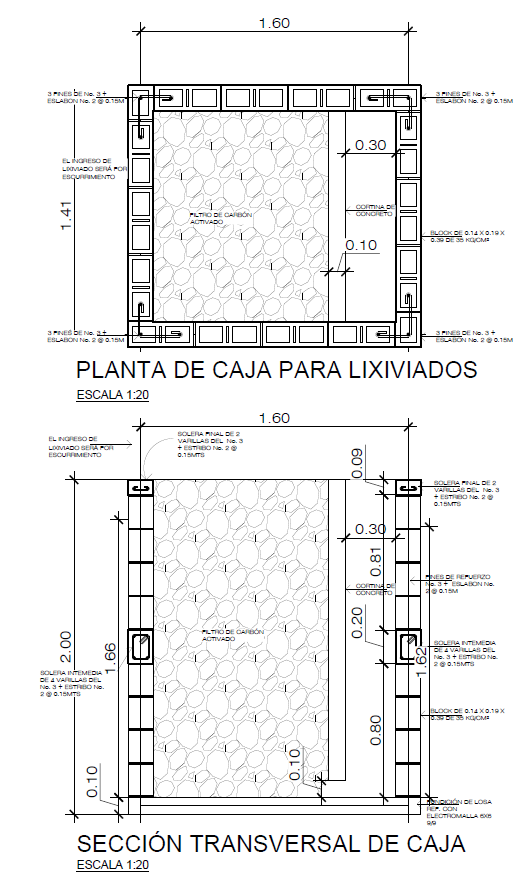 1.60
3 PINES DE No. 3 +
ESLABON No. 2 @ 0.15M
3 PINES DE No. 3 +
ESLABON No. 2 @ 0.15M
0.30
EL INGRESO DE
LIXIVIADO SERÁ POR
ESCURRIMIENTO
1.41
CORTINA DE
CONCRETO
FILTRO DE CARBÓN
ACTIVADO
BLOCK DE 0.14 X 0.19 X
0.39 DE 35 KG/CM²
0.10
3 PINES DE No. 3 +
ESLABON No. 2 @ 0.15M
3 PINES DE No. 3 +
ESLABON No. 2 @ 0.15M
PLANTA DE CAJA PARA LIXIVIADOS
ESCALA 1:20
1.60
EL INGRESO DE
LIXIVIADO SERÁ POR
ESCURRIMIENTO
SOLERA FINAL DE 2
VARILLAS DEL No. 3
+ ESTRIBO No. 2 @
0.15MTS
0.09
SOLERA FINAL DE 2
VARILLAS DEL No. 3
+ ESTRIBO No. 2 @
0.15MTS
0.30
0.81
PINES DE REFUERZO
No. 3 + ESLABON No.
2 @ 0.15M
CORTINA DE
CONCRETO
0.20
FILTRO DE CARBÓN
ACTIVADO
2.00
1.66
1.62
SOLERA INTEMEDIA
DE 4 VARILLAS DEL
No. 3 + ESTRIBO No.
2 @ 0.15MTS
SOLERA INTEMEDIA
DE 4 VARILLAS DEL
No. 3 + ESTRIBO No.
2 @ 0.15MTS
BLOCK DE 0.14 X 0.19 X
0.39 DE 35 KG/CM²
0.80
0.10
0.10
FUNDICIÓN DE LOSA
REF. CON
ELECTROMALLA 6X6
9/9
SECCIÓN TRANSVERSAL DE CAJA
ESCALA 1:20